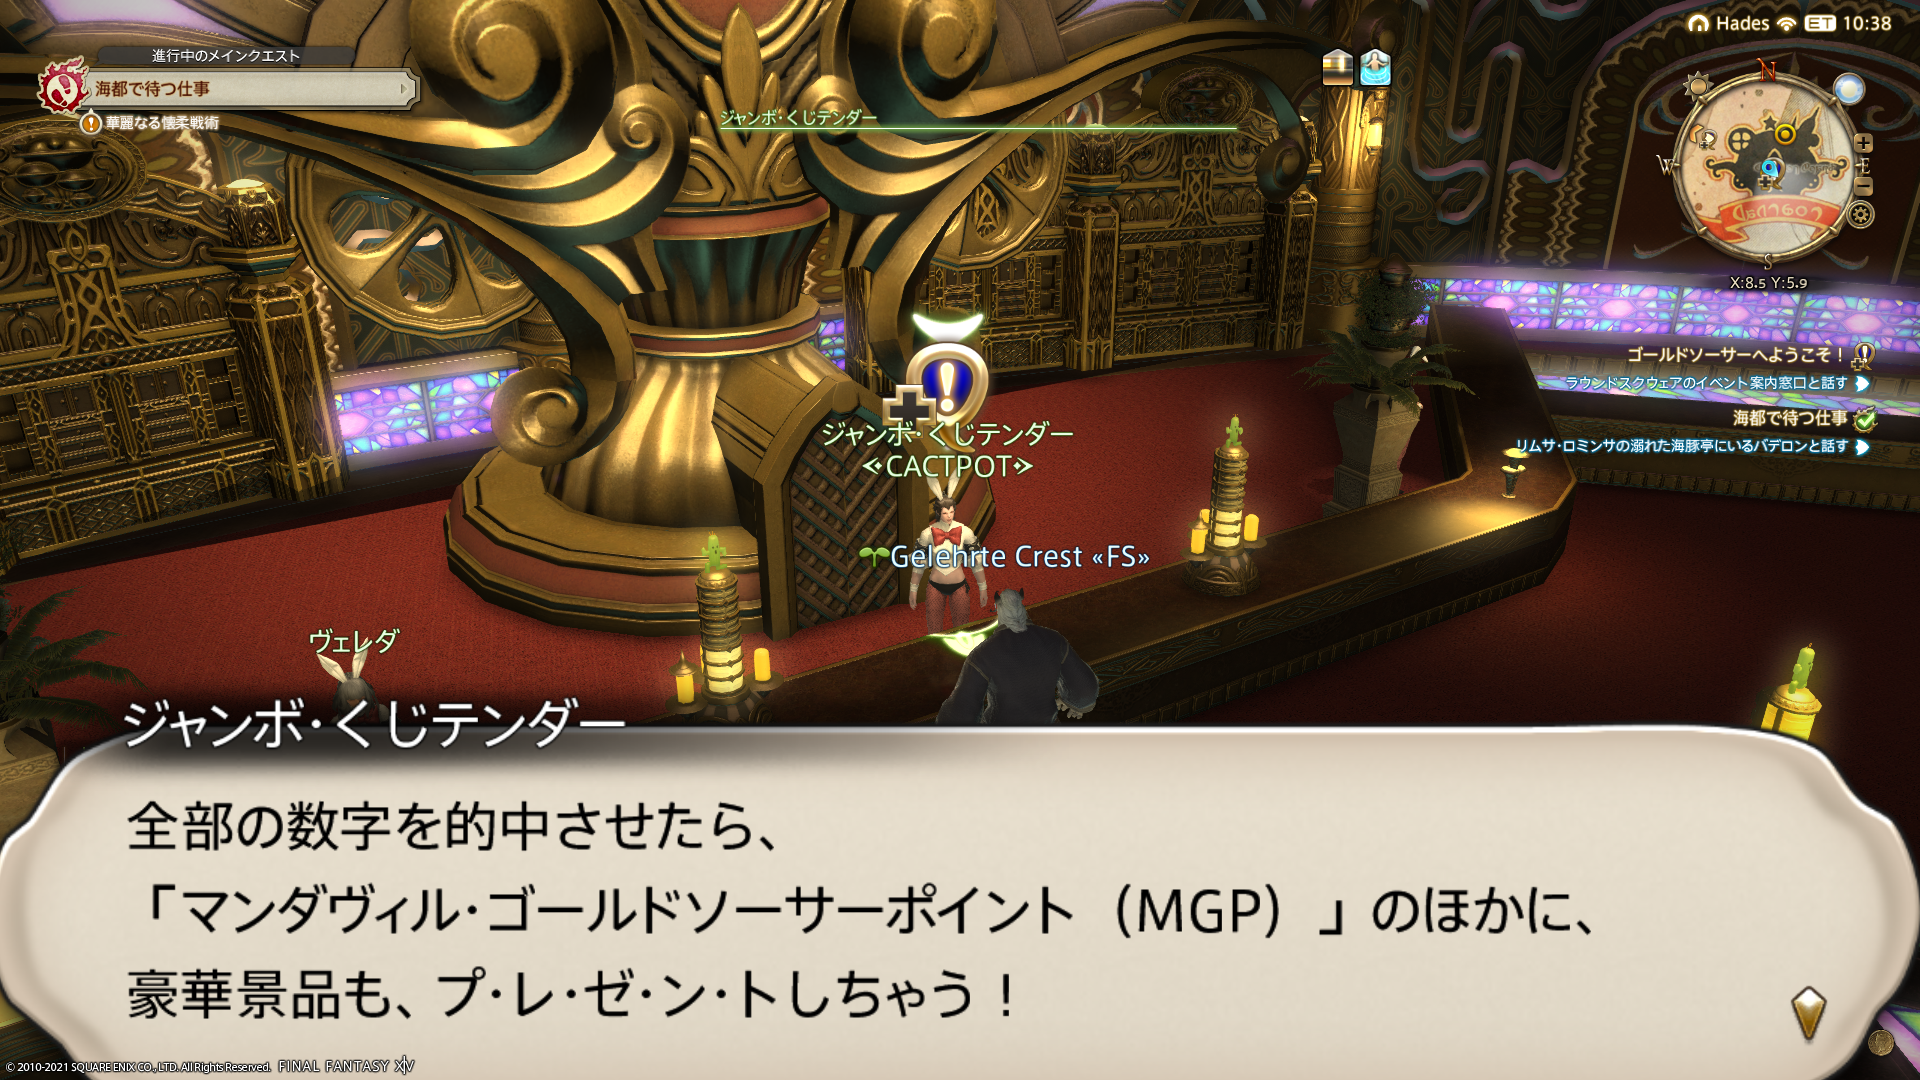 進行中のメインクエスト
海都で待つ仕事
華麗なる懐柔戦術
ジャンボ・くじテンダー
Hades ET 10:38
N
W
E
S
X:8.5 Y:5.9
ゴールドソーサーへようこそ!
ラウンドスクウェアのイベント案内窓口と話す
海都で待つ仕事
リムサ・ロミンサの溺れた海豚亭にいるバデロンと話す
ジャンボ・くじテンダー
<CACTPOT>
Gelehrte Crest «FS»
ヴェレダ
ジャンボ・くじテンダー
全部の数字を的中させたら、
「マンダヴィル・ゴールドソーサーポイント(MGP)」のほかに、
豪華景品も、プ・レ・ゼ・ン・トしちゃう!
© 2010-2021 SQUARE ENIX CO., LTD. All Rights Reserved. FINAL FANTASY XIV